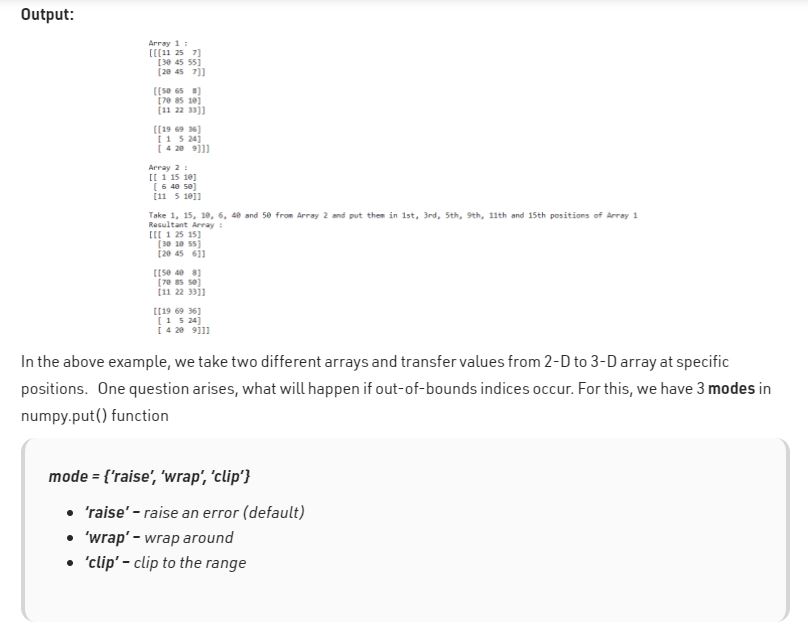 Output:
Array 1 :
[[[11 25  7]
  [30 45 55]
  [20 45  7]]
 [[50 65  8]
  [70 85 10]
  [11 22 33]]
 [[19 69 36]
  [ 1  5 24]
  [ 4 20  9]]]
Array 2 :
[[ 1 15 10]
 [ 6 40 50]
 [11  5 10]]
Take 1, 15, 10, 6, 40 and 50 from Array 2 and put them in 1st, 3rd, 5th, 9th, 11th and 15th positions of Array 1
Resultant Array :
[[[ 1 25 15]
  [30 10 55]
  [20 45  6]]
 [[50 40  8]
  [70 85 50]
  [11 22 33]]
 [[19 69 36]
  [ 1  5 24]
  [ 4 20  9]]]
In the above example, we take two different arrays and transfer values from 2-D to 3-D array at specific
positions.  One question arises, what will happen if out-of-bounds indices occur. For this, we have 3 modes in
numpy.put() function
mode = {'raise', 'wrap', 'clip'}
• 'raise' – raise an error (default)
• 'wrap' – wrap around
• 'clip' – clip to the range